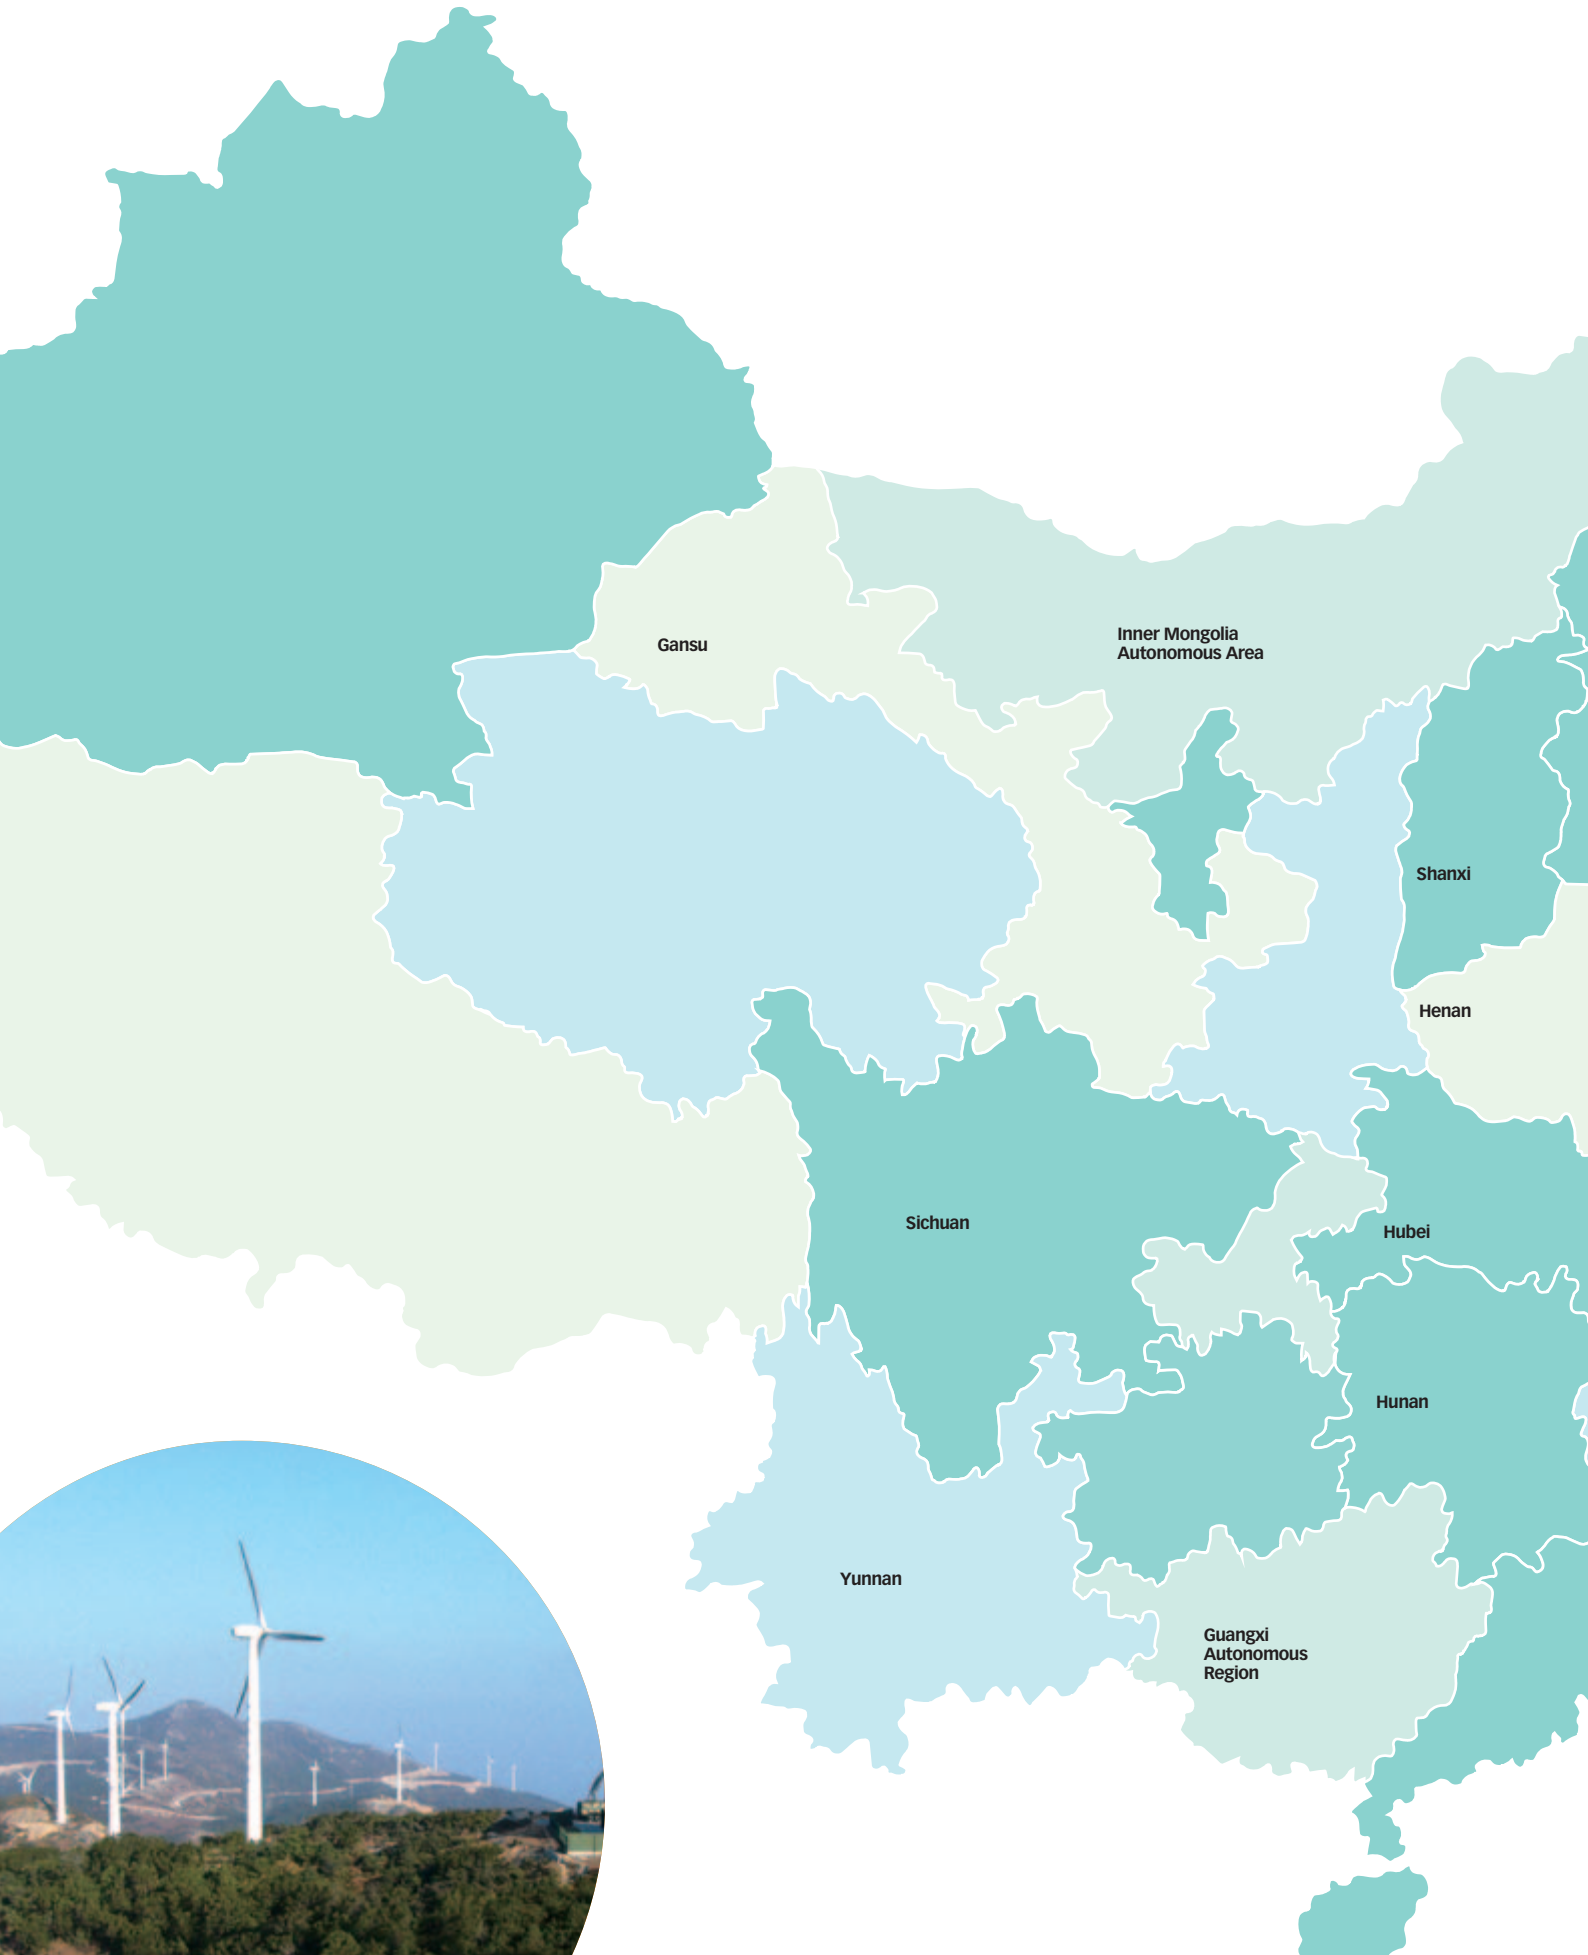 Gansu
Inner Mongolia
Autonomous Area
Shanxi
Henan
Sichuan
Hubei
Hunan
Yunnan
Guangxi
Autonomous
Region